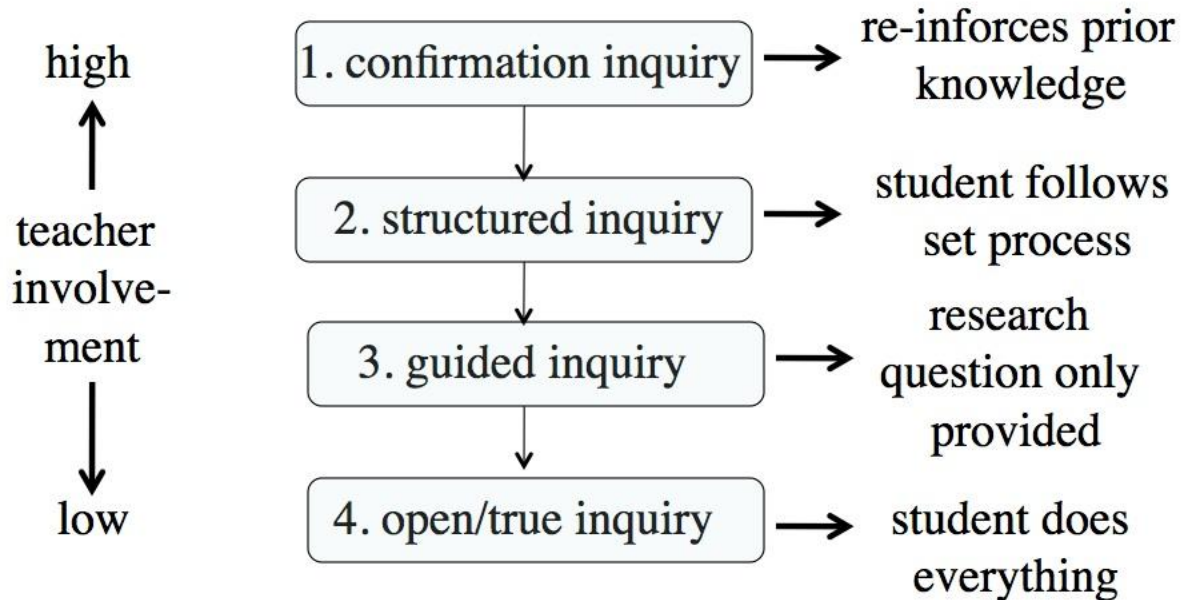 high
teacher
involve-
ment
low
1. confirmation inquiry
re-inforces prior
knowledge
2. structured inquiry
student follows
set process
3. guided inquiry
research
question only
provided
4. open/true inquiry
student does
everything